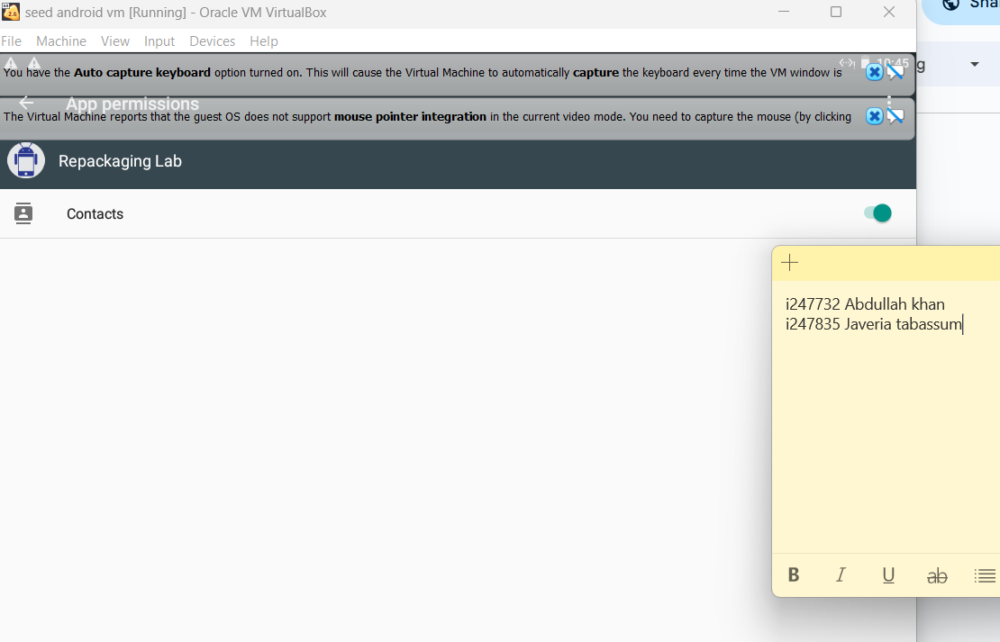 seed android vm [Running] - Oracle VM VirtualBox
File Machine View Input Devices Help
You have the Auto capture keyboard option turned on. This will cause the Virtual Machine to automatically capture the keyboard every time the VM window is
10:45
App permissions
The Virtual Machine reports that the guest OS does not support mouse pointer integration in the current video mode. You need to capture the mouse (by clicking
Repackaging Lab
Contacts
i247732 Abdullah khan
i247835 Javeria tabassum
B I U ab